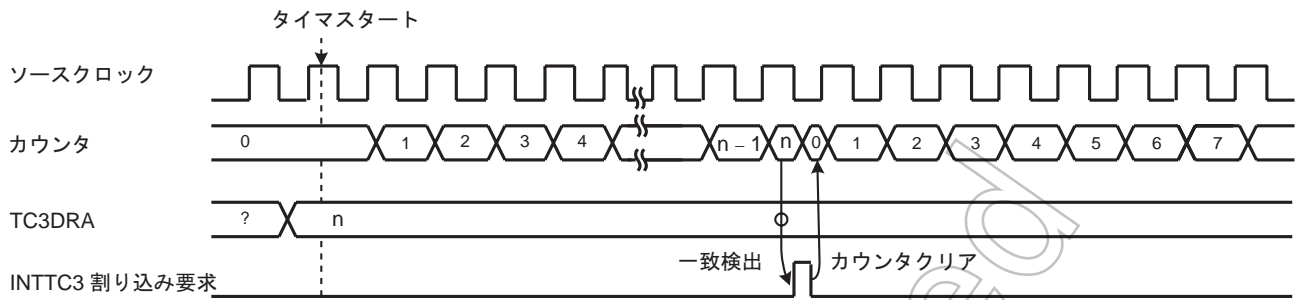 タイマスタート
ソースクロック
カウンタ 0 1 2 3 4 n – 1 n 0 1 2 3 4 5 6 7
TC3DRA ? n
一致検出 カウンタクリア
INTTC3 割り込み要求